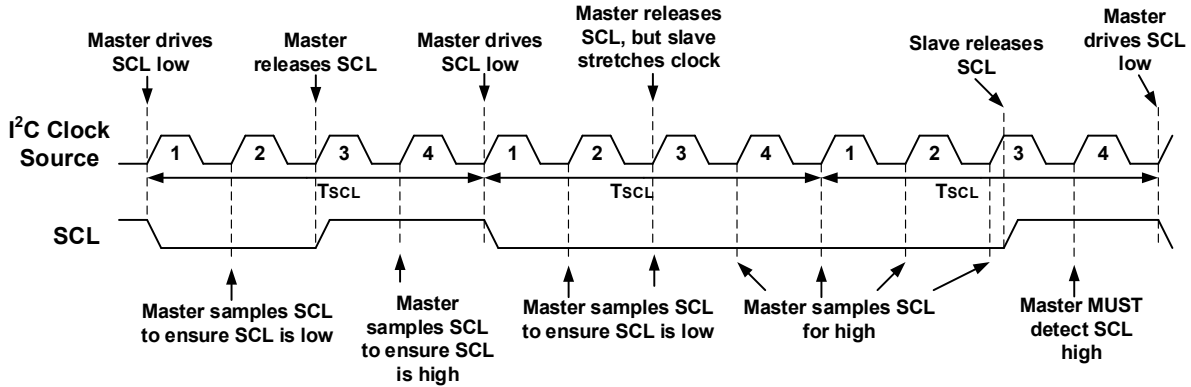 Master drives
SCL low
Master
releases SCL
Master drives
SCL low
Master releases
SCL, but slave
stretches clock
Slave releases
SCL
Master
drives SCL
low
I²C Clock
Source
1 2 3 4 1 2 3 4 1 2 3 4
TSCL TSCL TSCL
SCL
Master samples SCL
to ensure SCL is low
Master
samples SCL
to ensure SCL
is high
Master samples SCL
to ensure SCL is low
Master samples SCL
for high
Master MUST
detect SCL
high